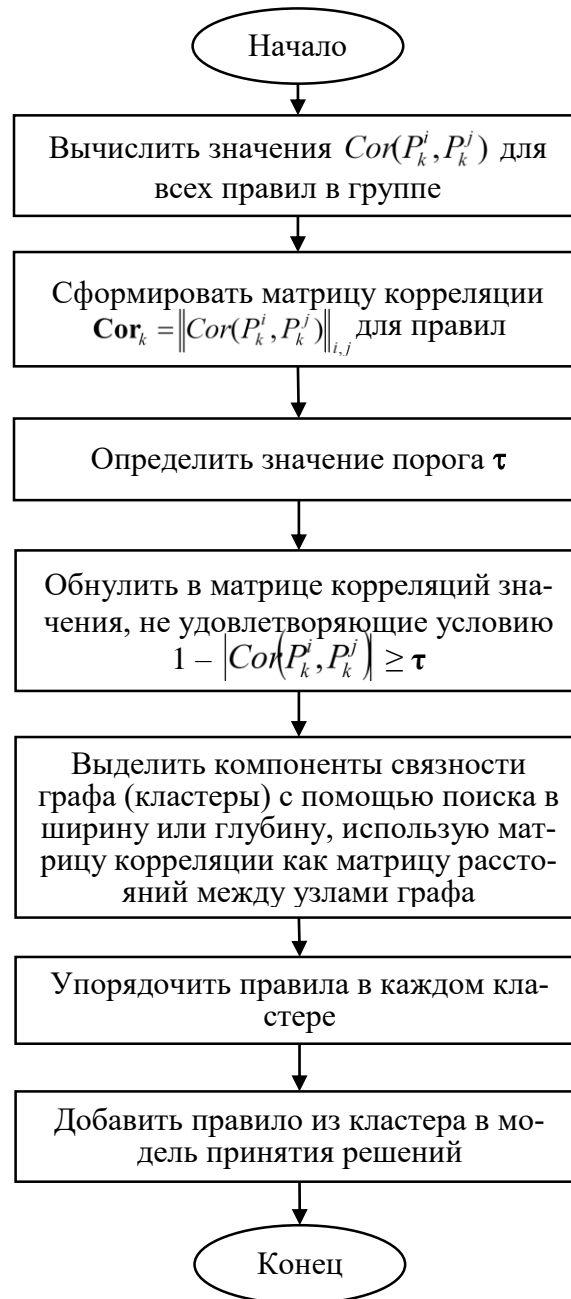 Начало
Вычислить значения Cor(P_k^i, P_k^j) для
всех правил в группе
Сформировать матрицу корреляции
Cor_k = ‖Cor(P_k^i, P_k^j)‖_{i,j} для правил
Определить значение порога τ
Обнулить в матрице корреляций зна-
чения, не удовлетворяющие условию
1 – |Cor(P_k^i, P_k^j)| ≥ τ
Выделить компоненты связности
графа (кластеры) с помощью поиска в
ширину или глубину, использую мат-
рицу корреляции как матрицу рассто-
яний между узлами графа
Упорядочить правила в каждом кла-
стере
Добавить правило из кластера в мо-
дель принятия решений
Конец